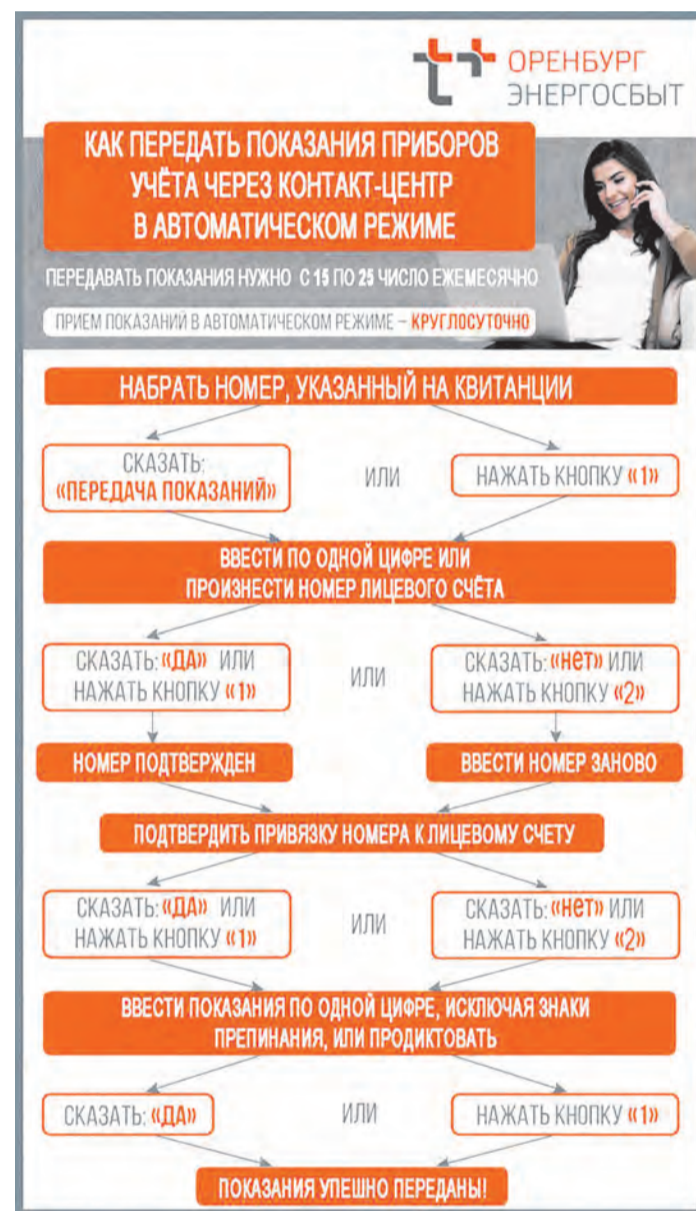 ОРЕНБУРГ
ЭНЕРГОСБЫТ
КАК ПЕРЕДАТЬ ПОКАЗАНИЯ ПРИБОРОВ
УЧЁТА ЧЕРЕЗ КОНТАКТ-ЦЕНТР
В АВТОМАТИЧЕСКОМ РЕЖИМЕ
ПЕРЕДАВАТЬ ПОКАЗАНИЯ НУЖНО С 15 ПО 25 ЧИСЛО ЕЖЕМЕСЯЧНО
ПРИЕМ ПОКАЗАНИЙ В АВТОМАТИЧЕСКОМ РЕЖИМЕ – КРУГЛОСУТОЧНО
НАБРАТЬ НОМЕР, УКАЗАННЫЙ НА КВИТАНЦИИ
СКАЗАТЬ:
«ПЕРЕДАЧА ПОКАЗАНИЙ»
ИЛИ
НАЖАТЬ КНОПКУ «1»
ВВЕСТИ ПО ОДНОЙ ЦИФРЕ ИЛИ
ПРОИЗНЕСТИ НОМЕР ЛИЦЕВОГО СЧЁТА
СКАЗАТЬ: «ДА» ИЛИ
НАЖАТЬ КНОПКУ «1»
ИЛИ
СКАЗАТЬ: «нет» ИЛИ
НАЖАТЬ КНОПКУ «2»
НОМЕР ПОДТВЕРЖДЕН
ВВЕСТИ НОМЕР ЗАНОВО
ПОДТВЕРДИТЬ ПРИВЯЗКУ НОМЕРА К ЛИЦЕВОМУ СЧЕТУ
СКАЗАТЬ: «ДА» ИЛИ
НАЖАТЬ КНОПКУ «1»
ИЛИ
СКАЗАТЬ: «нет» ИЛИ
НАЖАТЬ КНОПКУ «2»
ВВЕСТИ ПОКАЗАНИЯ ПО ОДНОЙ ЦИФРЕ, ИСКЛЮЧАЯ ЗНАКИ
ПРЕПИНАНИЯ, ИЛИ ПРОДИКТОВАТЬ
СКАЗАТЬ: «ДА»
ИЛИ
НАЖАТЬ КНОПКУ «1»
ПОКАЗАНИЯ УПЕШНО ПЕРЕДАНЫ!